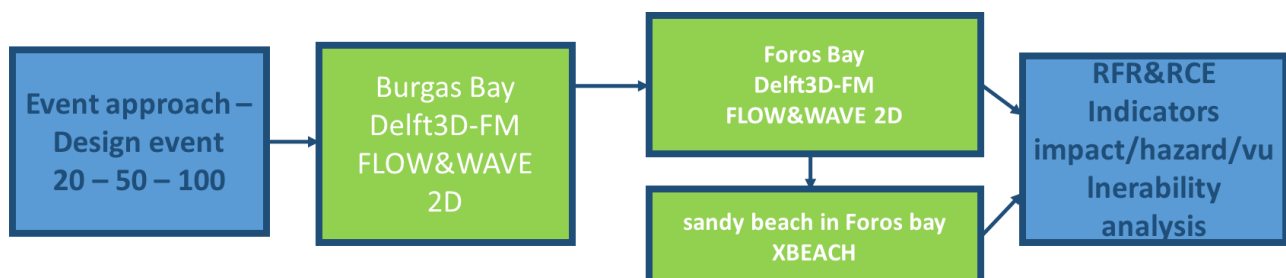 Event approach –
Design event
20 – 50 – 100
Burgas Bay
Delft3D-FM
FLOW&WAVE
2D
Foros Bay
Delft3D-FM
FLOW&WAVE 2D
sandy beach in Foros bay
XBEACH
RFR&RCE
Indicators
impact/hazard/vu
lnerability
analysis